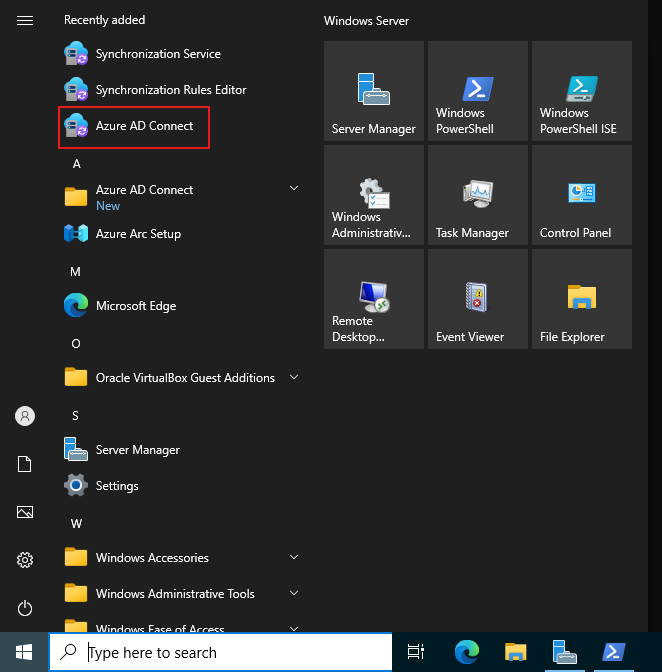 Recently added
Synchronization Service
Synchronization Rules Editor
Azure AD Connect
A
Azure AD Connect
New
Azure Arc Setup
M
Microsoft Edge
O
Oracle VirtualBox Guest Additions
S
Server Manager
Settings
W
Windows Accessories
Windows Administrative Tools
Windows Ease of Access
Windows Server
Server Manager
Windows
PowerShell
Windows
PowerShell ISE
Windows
Administrativ...
Task Manager
Control Panel
Remote
Desktop...
Event Viewer
File Explorer
Type here to search